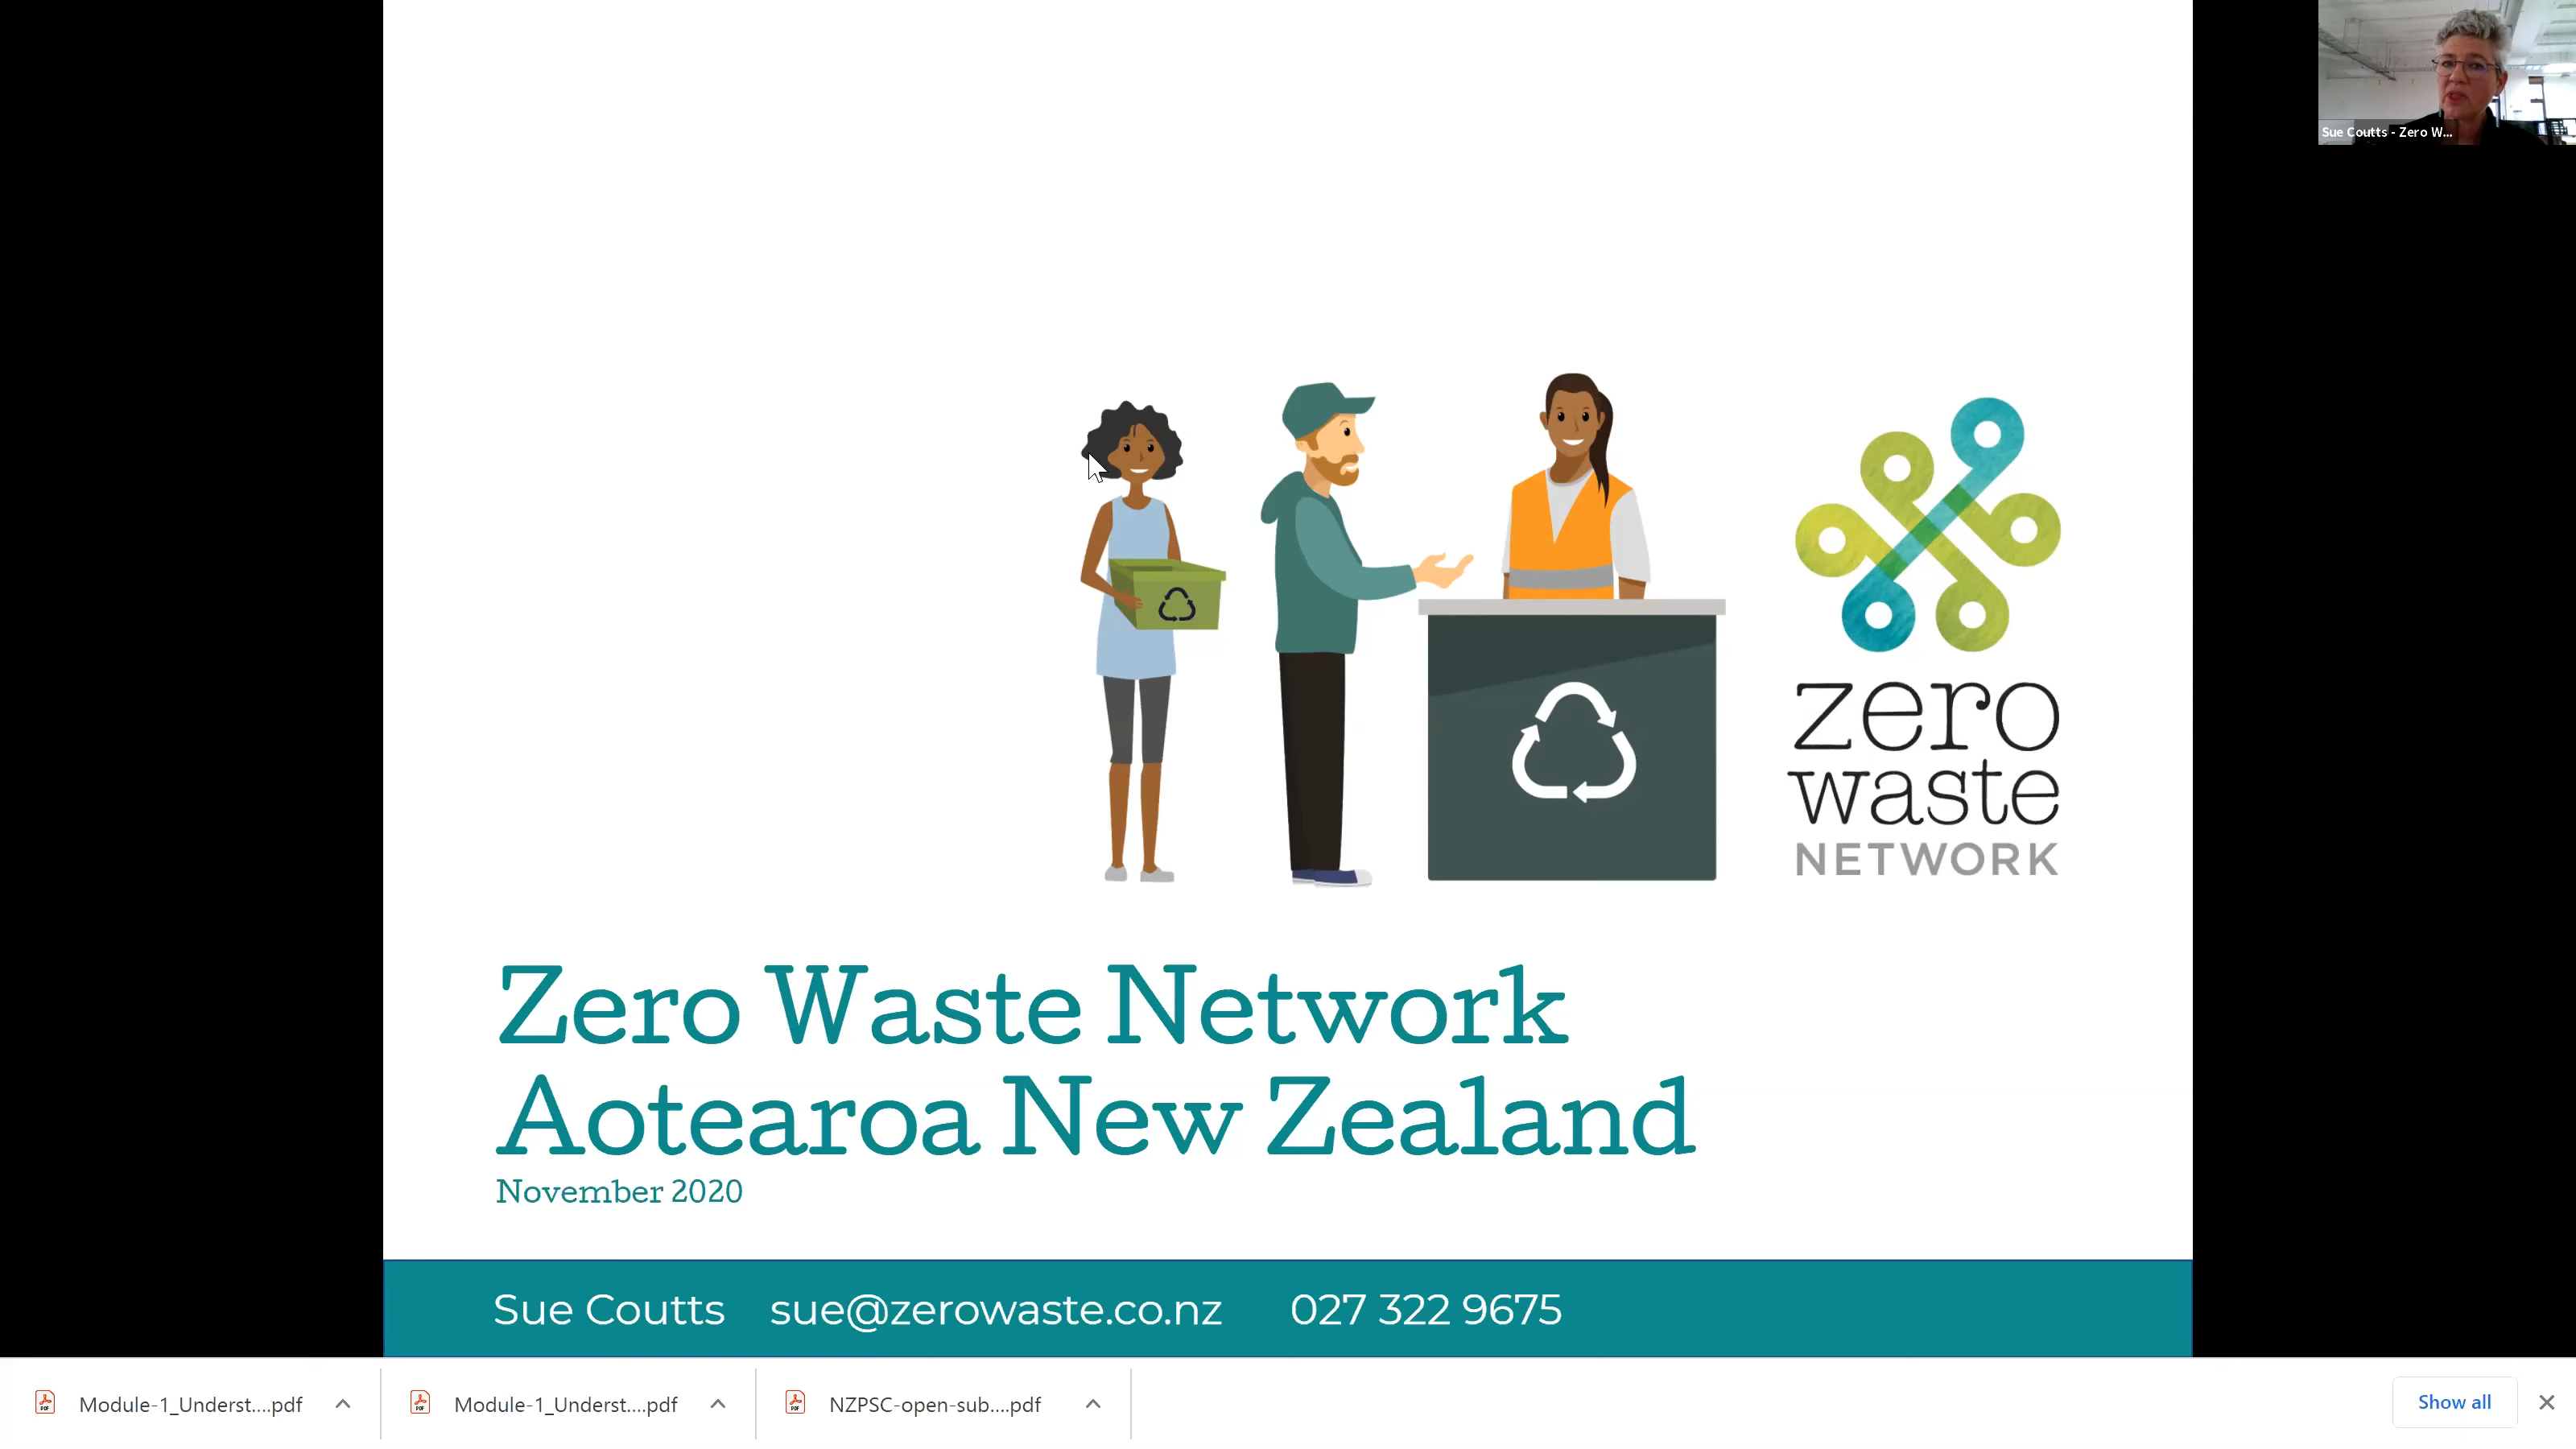 Sue Coutts - Zero W...
zero
waste
NETWORK
Zero Waste Network
Aotearoa New Zealand
November 2020
Sue Coutts sue@zerowaste.co.nz 027 322 9675
Module-1_Underst....pdf
Module-1_Underst....pdf
NZPSC-open-sub....pdf
Show all